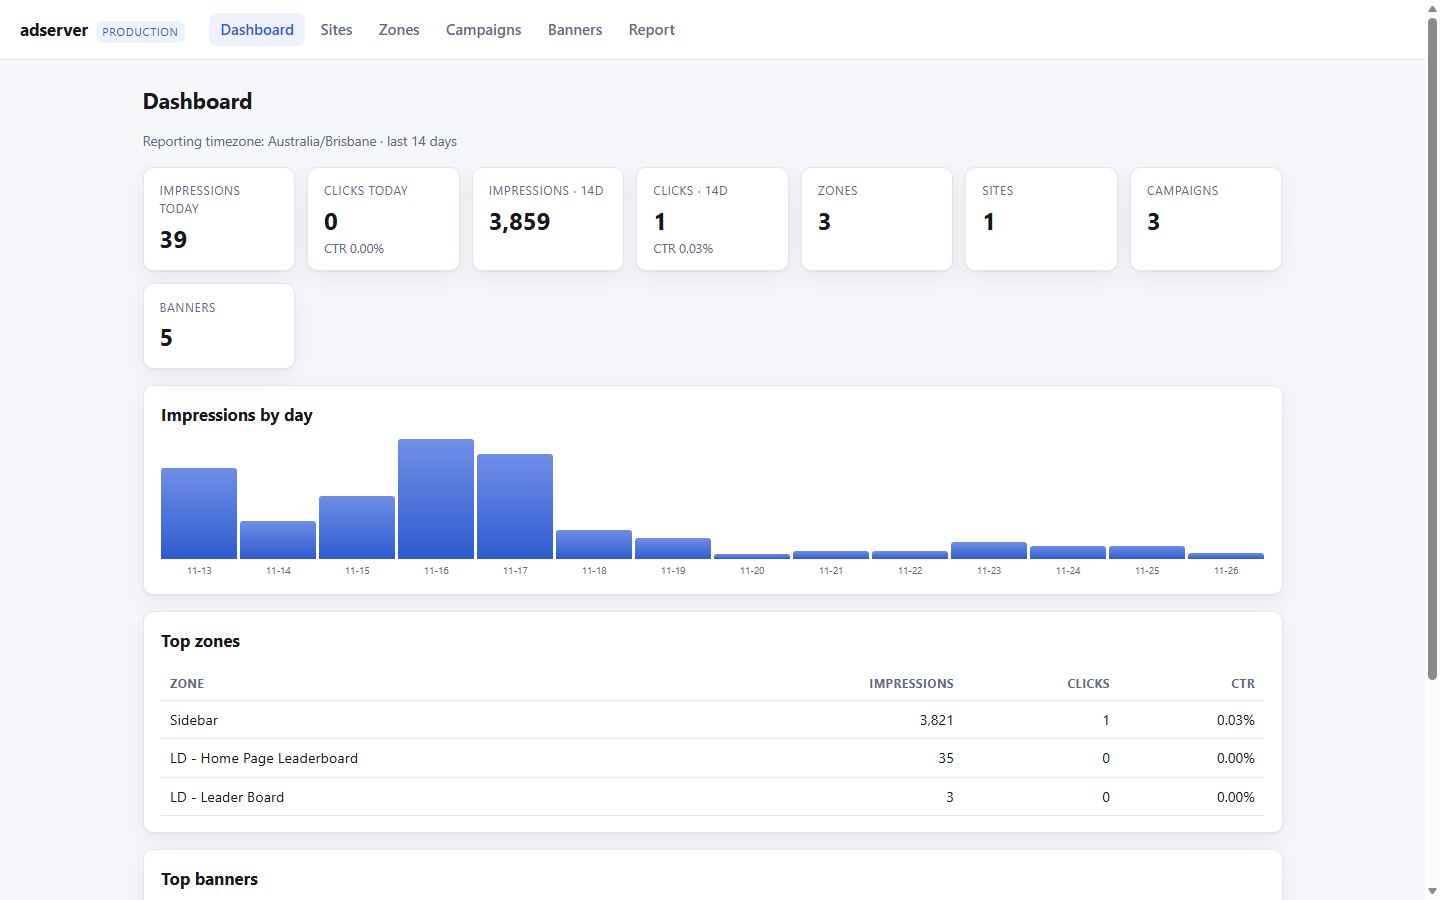 adserver PRODUCTION Dashboard Sites Zones Campaigns Banners Report
Dashboard
Reporting timezone: Australia/Brisbane · last 14 days
IMPRESSIONS TODAY
39
CLICKS TODAY
0
CTR 0.00%
IMPRESSIONS · 14D
3,859
CLICKS · 14D
1
CTR 0.03%
ZONES
3
SITES
1
CAMPAIGNS
3
BANNERS
5
Impressions by day
11-13 11-14 11-15 11-16 11-17 11-18 11-19 11-20 11-21 11-22 11-23 11-24 11-25 11-26
Top zones
ZONE IMPRESSIONS CLICKS CTR
Sidebar 3,821 1 0.03%
LD - Home Page Leaderboard 35 0 0.00%
LD - Leader Board 3 0 0.00%
Top banners